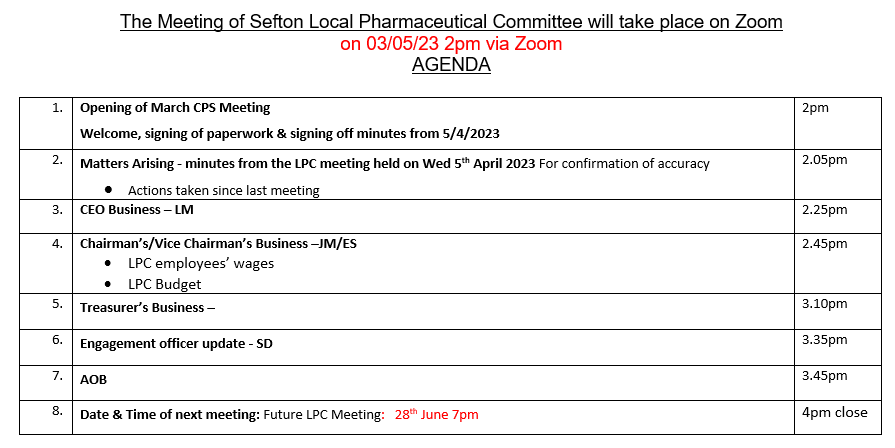 The Meeting of Sefton Local Pharmaceutical Committee will take place on Zoom
on 03/05/23 2pm via Zoom
AGENDA
1. Opening of March CPS Meeting 2pm
Welcome, signing of paperwork & signing off minutes from 5/4/2023
2. Matters Arising - minutes from the LPC meeting held on Wed 5th April 2023 For confirmation of accuracy 2.05pm
• Actions taken since last meeting
3. CEO Business – LM 2.25pm
4. Chairman's/Vice Chairman's Business –JM/ES 2.45pm
• LPC employees' wages
• LPC Budget
5. Treasurer's Business – 3.10pm
6. Engagement officer update - SD 3.35pm
7. AOB 3.45pm
8. Date & Time of next meeting: Future LPC Meeting: 28th June 7pm 4pm close